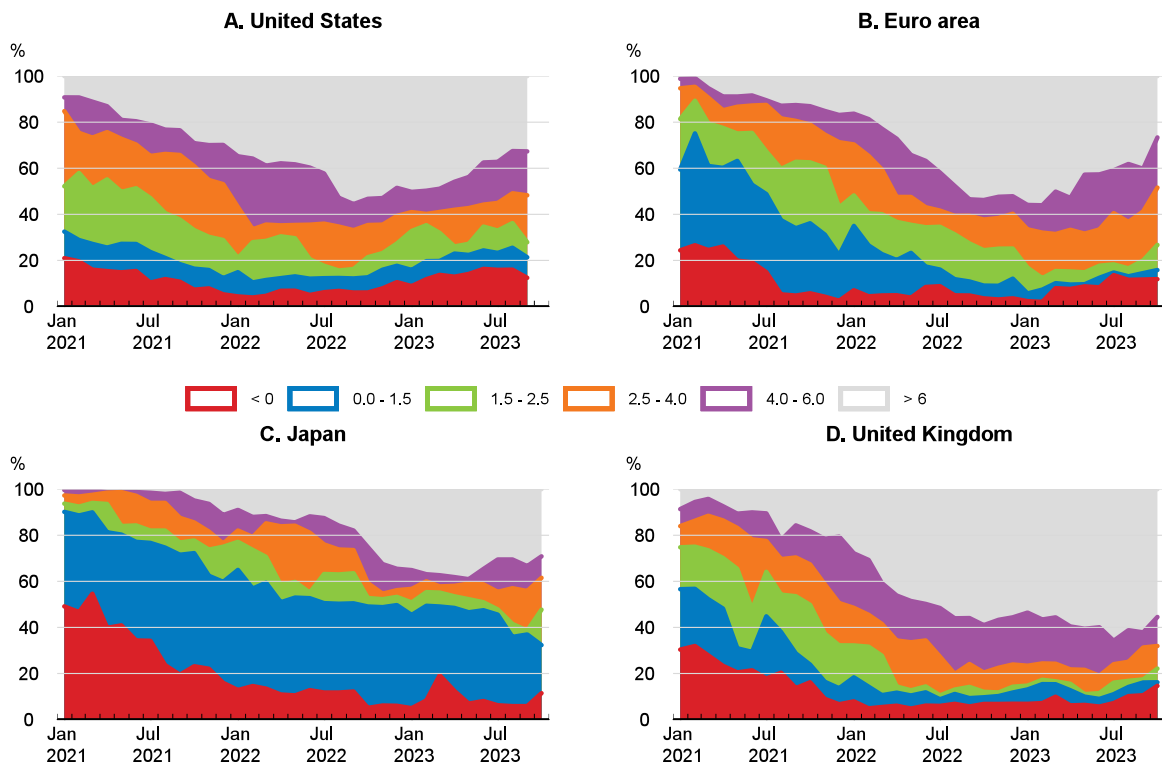 A. United States
%
100
80
60
40
20
0
Jan
2021
Jul
2021
Jan
2022
Jul
2022
Jan
2023
Jul
2023
B. Euro area
%
100
80
60
40
20
0
Jan
2021
Jul
2021
Jan
2022
Jul
2022
Jan
2023
Jul
2023
< 0
0.0 - 1.5
1.5 - 2.5
2.5 - 4.0
4.0 - 6.0
> 6
C. Japan
%
100
80
60
40
20
0
Jan
2021
Jul
2021
Jan
2022
Jul
2022
Jan
2023
Jul
2023
D. United Kingdom
%
100
80
60
40
20
0
Jan
2021
Jul
2021
Jan
2022
Jul
2022
Jan
2023
Jul
2023